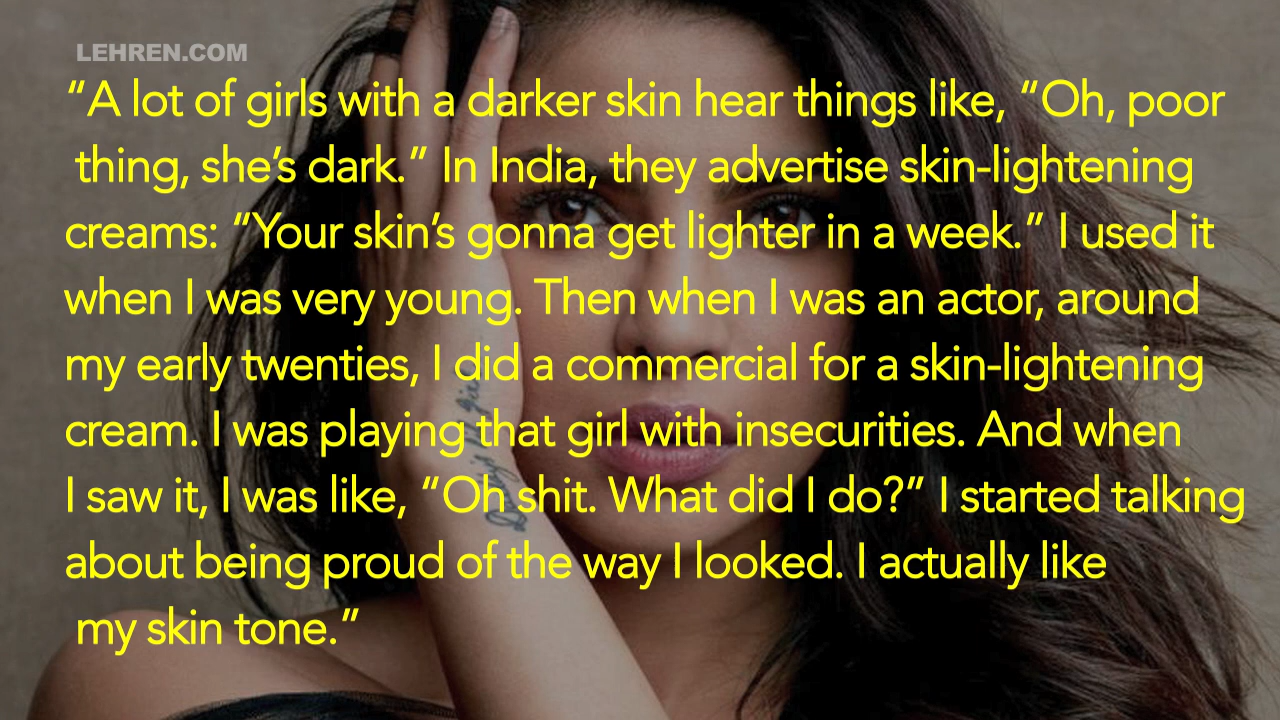 LEHREN.COM
“A lot of girls with a darker skin hear things like, “Oh, poor
thing, she’s dark.” In India, they advertise skin-lightening
creams: “Your skin’s gonna get lighter in a week.” I used it
when I was very young. Then when I was an actor, around
my early twenties, I did a commercial for a skin-lightening
cream. I was playing that girl with insecurities. And when
I saw it, I was like, “Oh shit. What did I do?” I started talking
about being proud of the way I looked. I actually like
my skin tone.”